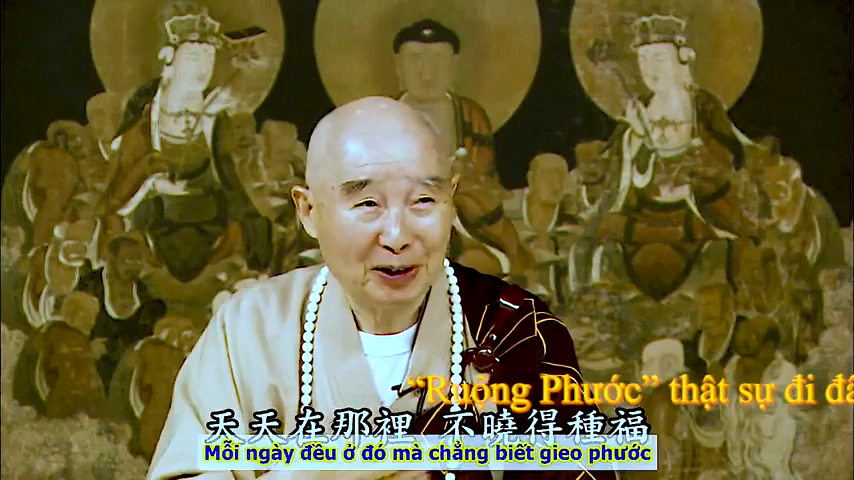 “Ruộng Phước” thật sự đi đâ
天天在那裡 不曉得種福
Mỗi ngày đều ở đó mà chẳng biết gieo phước